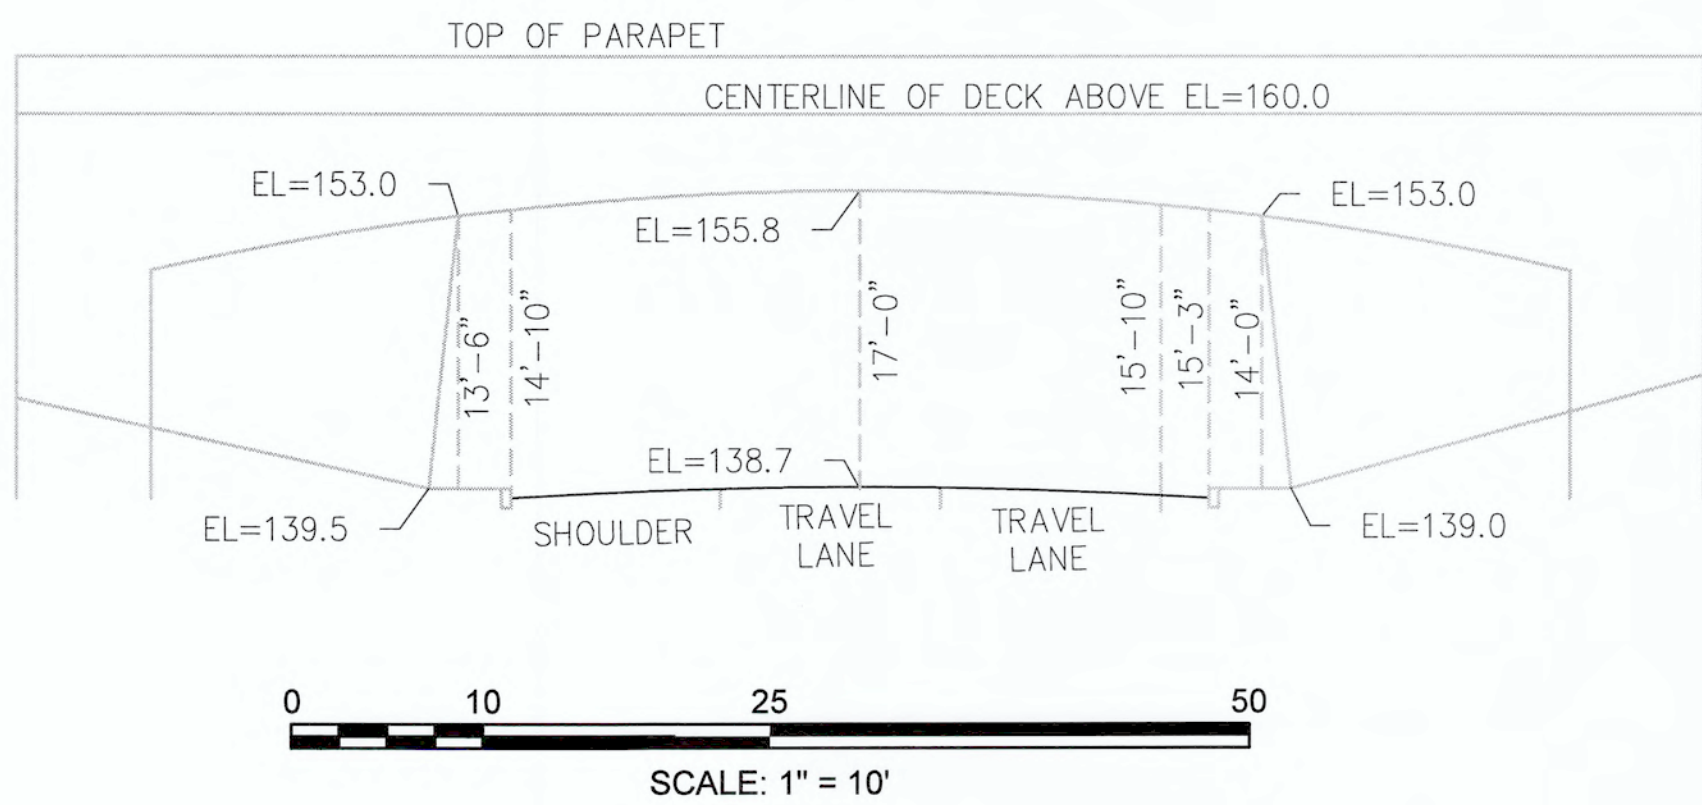 TOP OF PARAPET
CENTERLINE OF DECK ABOVE EL=160.0
EL=153.0
EL=153.0
EL=155.8
13'-6"
14'-10"
17'-0"
15'-10"
15'-3"
14'-0"
EL=138.7
EL=139.5
SHOULDER
TRAVEL
LANE
TRAVEL
LANE
EL=139.0
0 10 25 50
SCALE: 1" = 10'